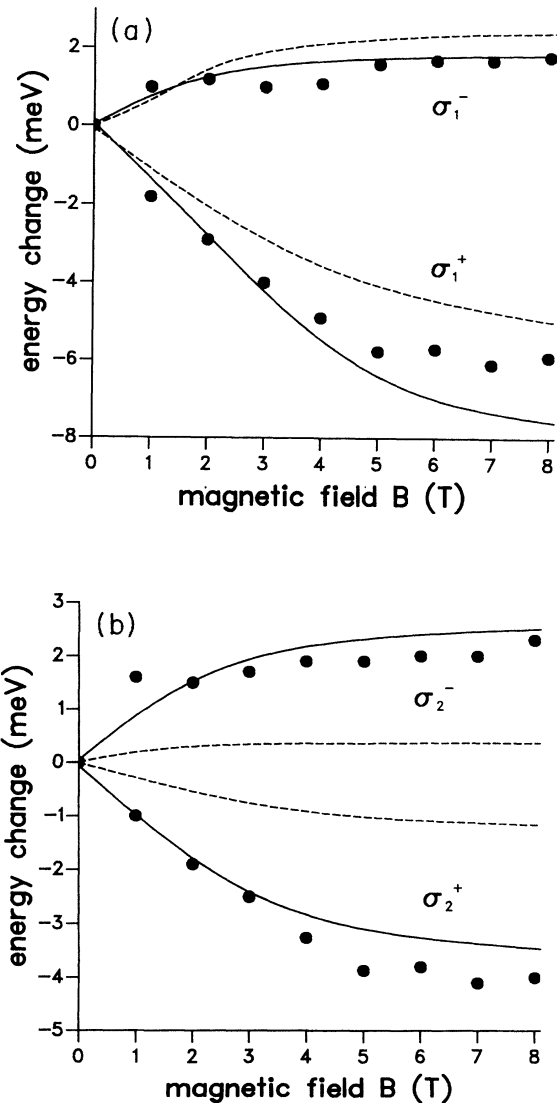 (a)
2
0
−2
−4
−6
−8
energy change (meV)
σ₁⁻
σ₁⁺
0 1 2 3 4 5 6 7 8
magnetic field B (T)
(b)
3
2
1
0
−1
−2
−3
−4
−5
energy change (meV)
σ₂⁻
σ₂⁺
0 1 2 3 4 5 6 7 8
magnetic field B (T)